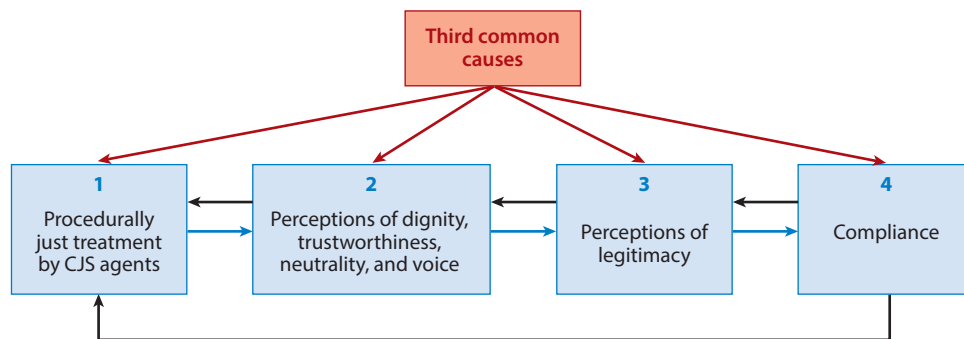 Third common
causes
1
Procedurally
just treatment
by CJS agents
2
Perceptions of dignity,
trustworthiness,
neutrality, and voice
3
Perceptions of
legitimacy
4
Compliance